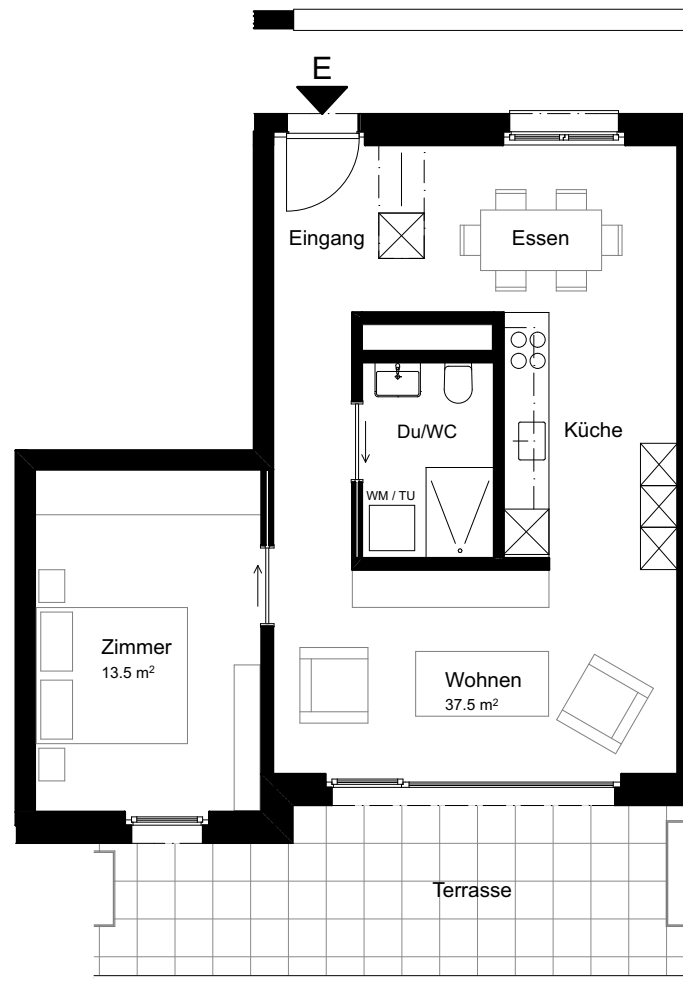 E
Eingang
Essen
Küche
Du/WC
WM / TU
Zimmer
13.5 m²
Wohnen
37.5 m²
Terrasse